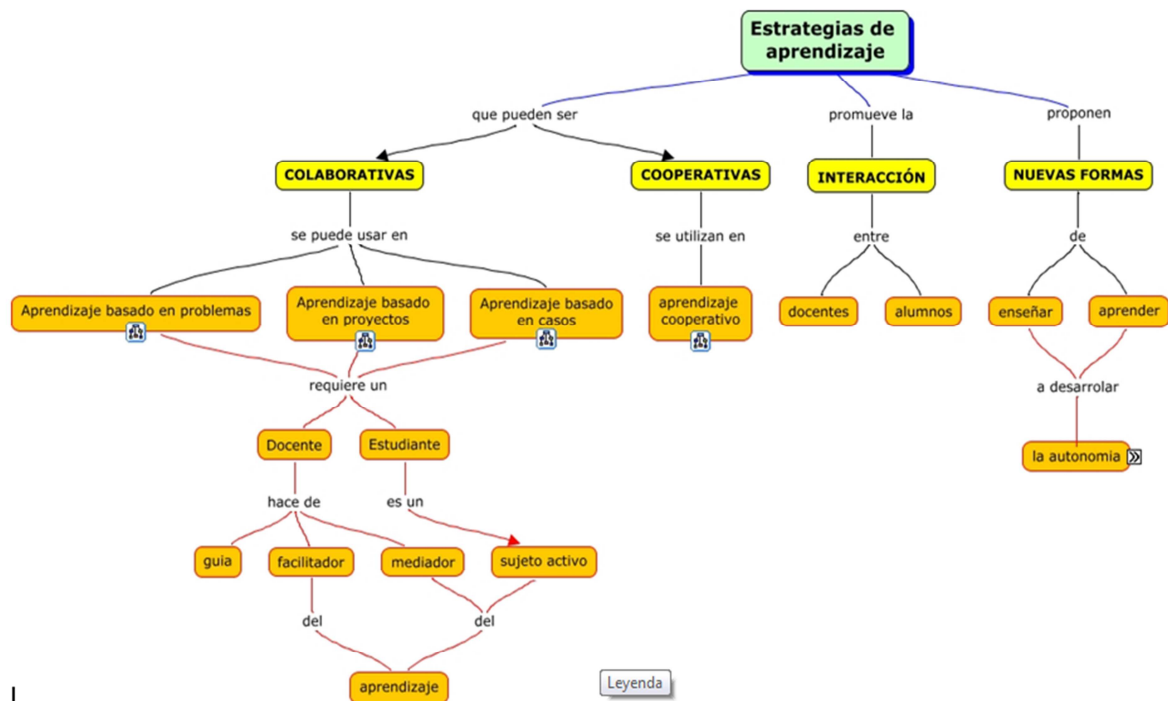 Estrategias de
aprendizaje
que pueden ser
promueve la
proponen
COLABORATIVAS
COOPERATIVAS
INTERACCIÓN
NUEVAS FORMAS
se puede usar en
se utilizan en
entre
de
Aprendizaje basado en problemas
Aprendizaje basado
en proyectos
Aprendizaje basado
en casos
aprendizaje
cooperativo
docentes
alumnos
enseñar
aprender
requiere un
a desarrolar
Docente
Estudiante
la autonomia
hace de
es un
guia
facilitador
mediador
sujeto activo
del
del
aprendizaje
Leyenda